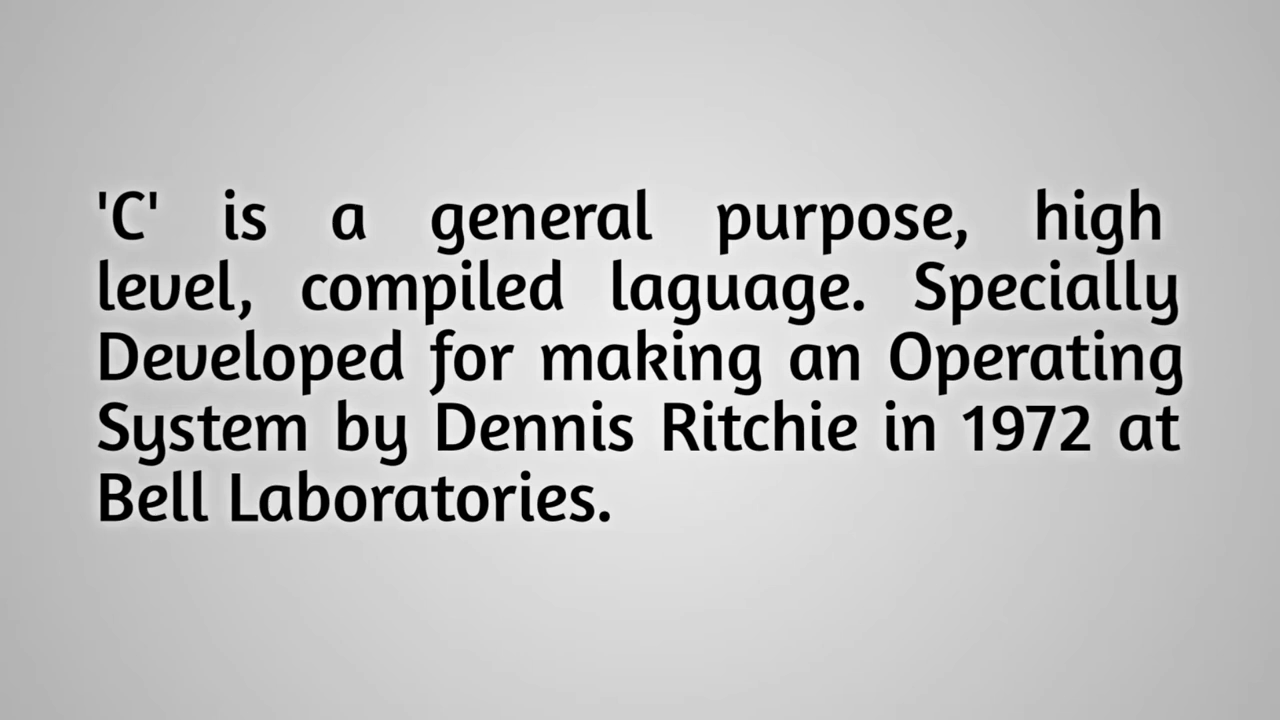 'C' is a general purpose, high
level, compiled laguage. Specially
Developed for making an Operating
System by Dennis Ritchie in 1972 at
Bell Laboratories.